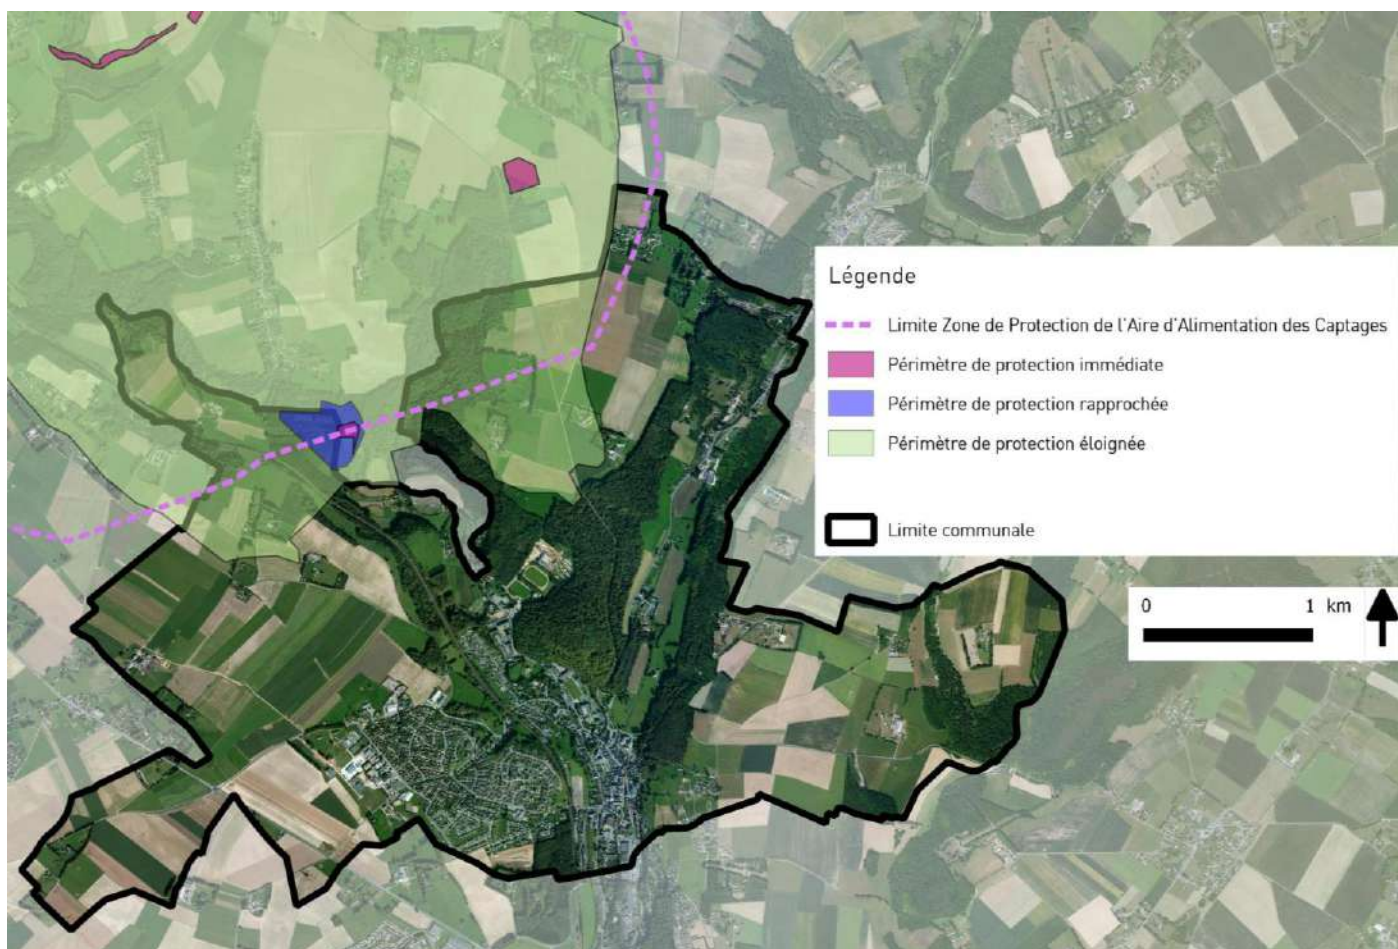 Légende
Limite Zone de Protection de l'Aire d'Alimentation des Captages
Périmètre de protection immédiate
Périmètre de protection rapprochée
Périmètre de protection éloignée
Limite communale
0 1 km